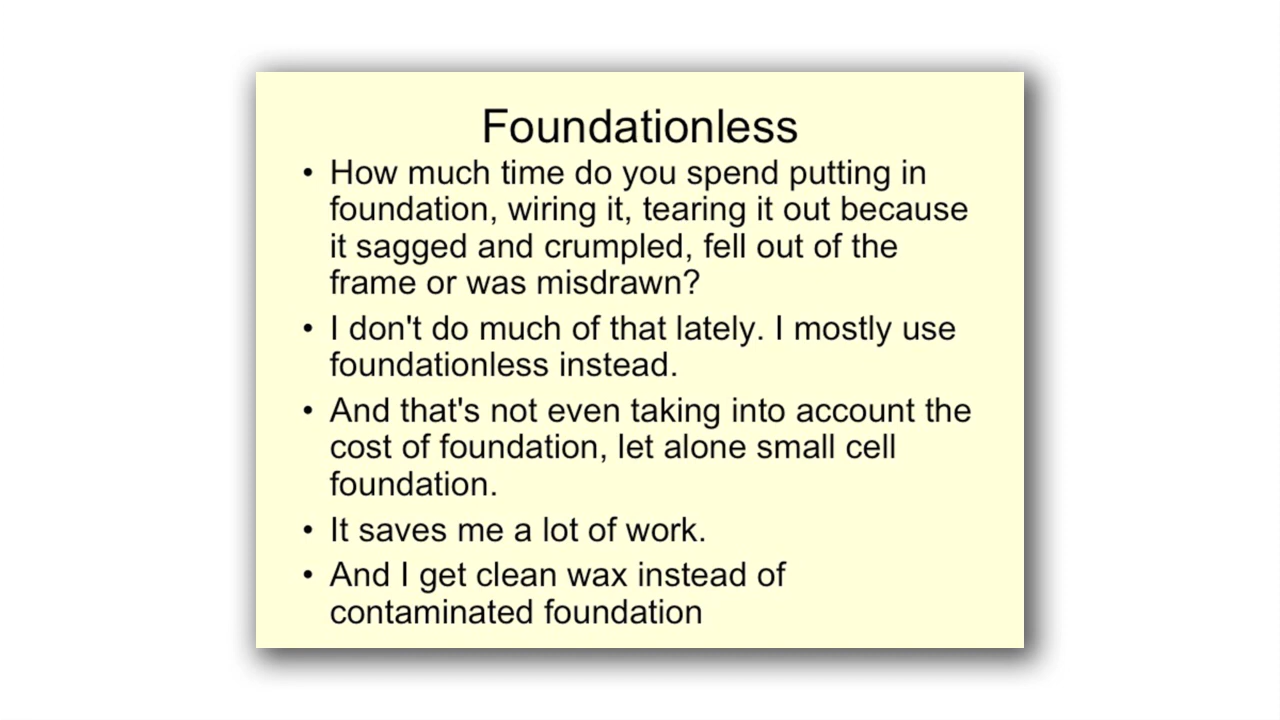 Foundationless
• How much time do you spend putting in
foundation, wiring it, tearing it out because
it sagged and crumpled, fell out of the
frame or was misdrawn?
• I don't do much of that lately. I mostly use
foundationless instead.
• And that's not even taking into account the
cost of foundation, let alone small cell
foundation.
• It saves me a lot of work.
• And I get clean wax instead of
contaminated foundation